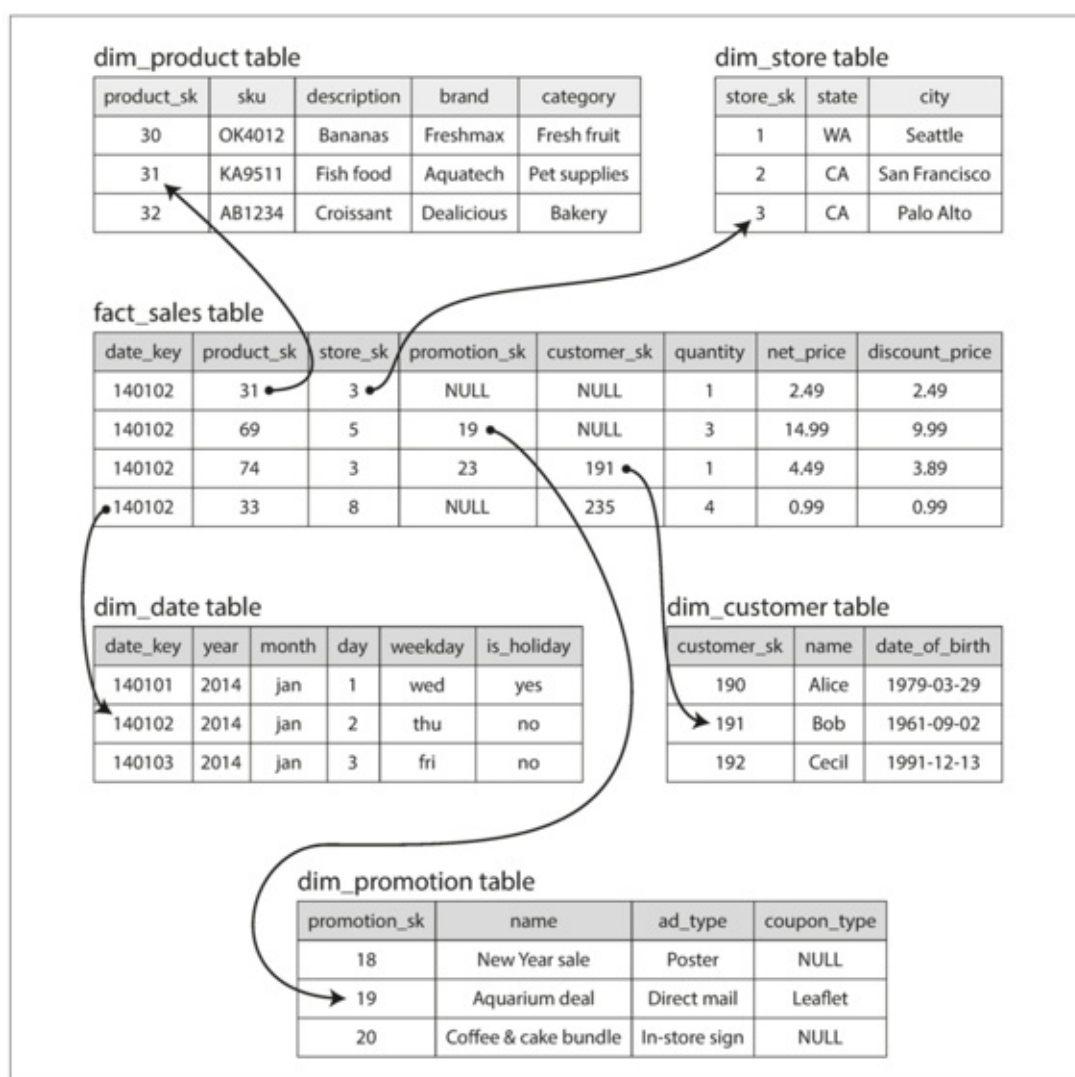 dim_product table
product_sk sku description brand category
30 OK4012 Bananas Freshmax Fresh fruit
31 KA9511 Fish food Aquatech Pet supplies
32 AB1234 Croissant Dealicious Bakery
dim_store table
store_sk state city
1 WA Seattle
2 CA San Francisco
3 CA Palo Alto
fact_sales table
date_key product_sk store_sk promotion_sk customer_sk quantity net_price discount_price
140102 31 3 NULL NULL 1 2.49 2.49
140102 69 5 19 NULL 3 14.99 9.99
140102 74 3 23 191 1 4.49 3.89
140102 33 8 NULL 235 4 0.99 0.99
dim_date table
date_key year month day weekday is_holiday
140101 2014 jan 1 wed yes
140102 2014 jan 2 thu no
140103 2014 jan 3 fri no
dim_customer table
customer_sk name date_of_birth
190 Alice 1979-03-29
191 Bob 1961-09-02
192 Cecil 1991-12-13
dim_promotion table
promotion_sk name ad_type coupon_type
18 New Year sale Poster NULL
19 Aquarium deal Direct mail Leaflet
20 Coffee & cake bundle In-store sign NULL